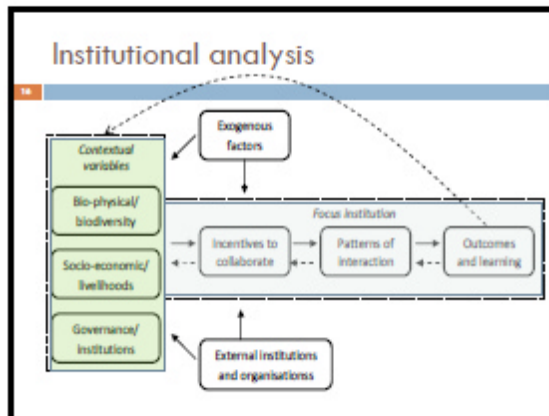 Institutional analysis
16
Contextual
variables
Bio-physical/
biodiversity
Socio-economic/
livelihoods
Governance/
institutions
Exogenous
factors
Focus institution
Incentives to
collaborate
Patterns of
interaction
Outcomes
and learning
External institutions
and organisationss